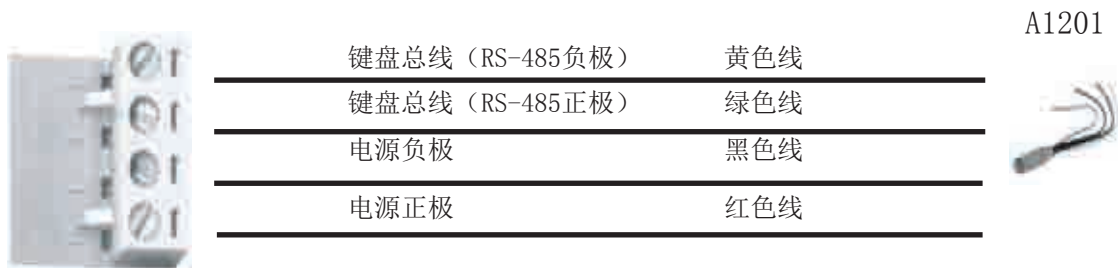 A1201
键盘总线（RS-485负极） 黄色线
键盘总线（RS-485正极） 绿色线
电源负极 黑色线
电源正极 红色线